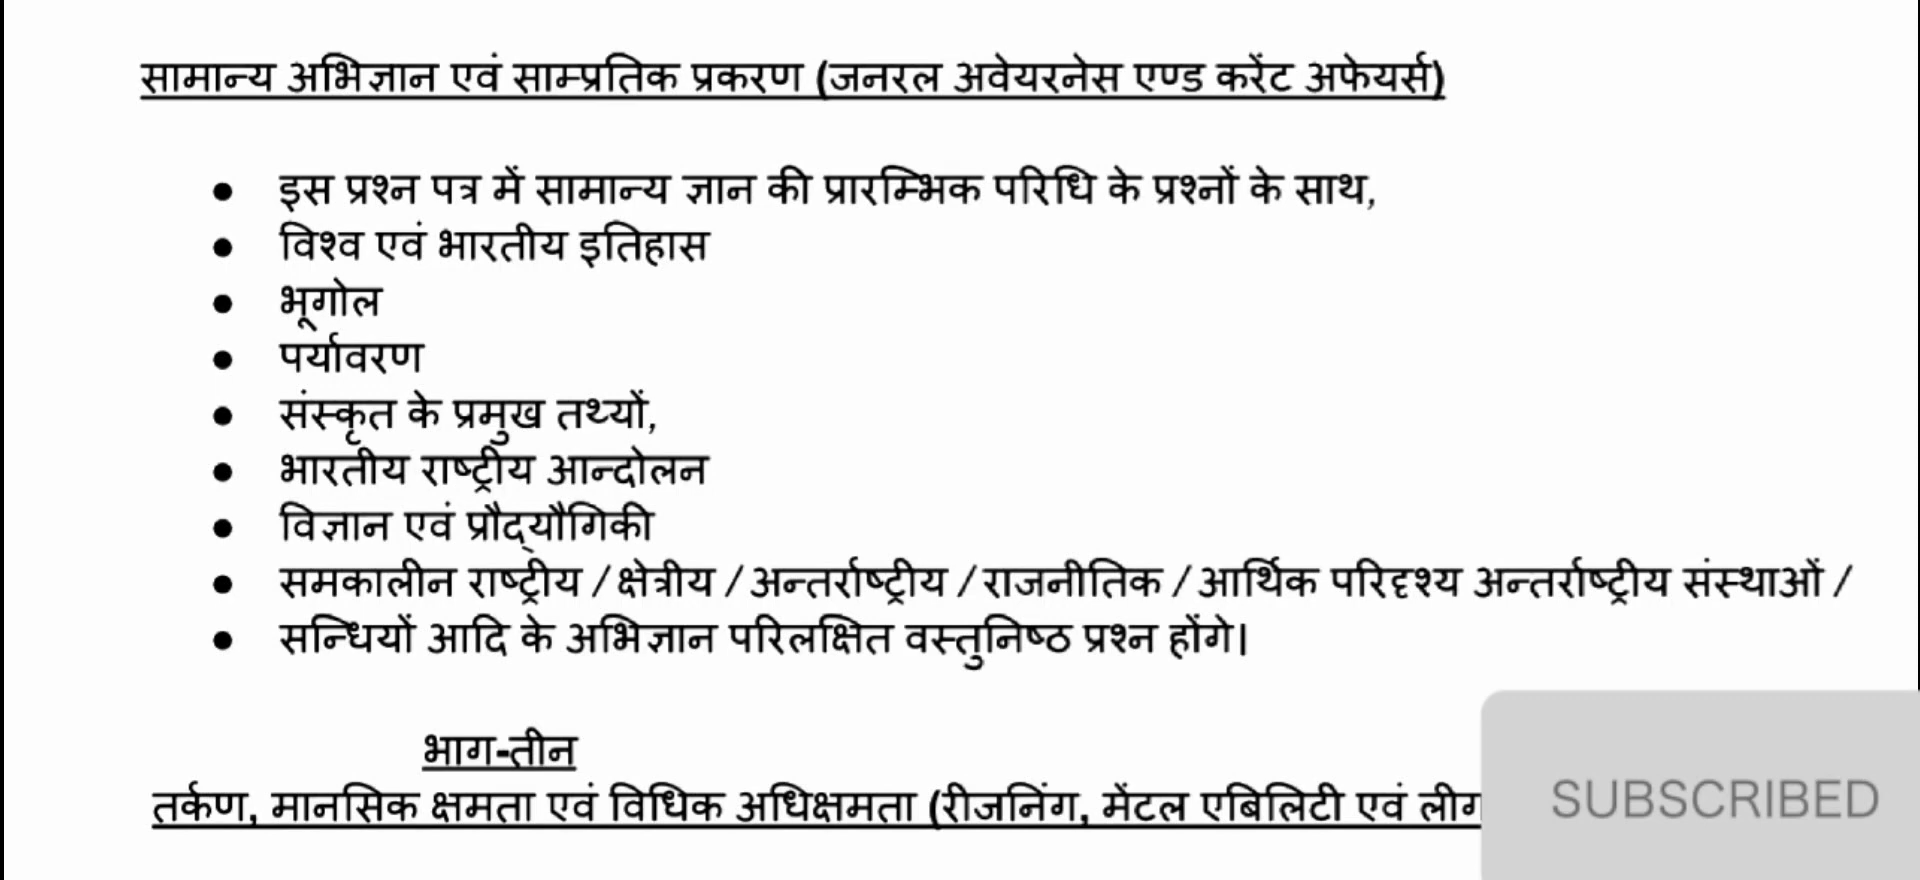 सामान्य अभिज्ञान एवं साम्प्रतिक प्रकरण (जनरल अवेयरनेस एण्ड करेंट अफेयर्स)
● इस प्रश्न पत्र में सामान्य ज्ञान की प्रारम्भिक परिधि के प्रश्नों के साथ,
● विश्व एवं भारतीय इतिहास
● भूगोल
● पर्यावरण
● संस्कृत के प्रमुख तथ्यों,
● भारतीय राष्ट्रीय आन्दोलन
● विज्ञान एवं प्रौद्यौगिकी
● समकालीन राष्ट्रीय / क्षेत्रीय / अन्तर्राष्ट्रीय / राजनीतिक / आर्थिक परिदृश्य अन्तर्राष्ट्रीय संस्थाओं /
● सन्धियों आदि के अभिज्ञान परिलक्षित वस्तुनिष्ठ प्रश्न होंगे।
भाग-तीन
तर्कण, मानसिक क्षमता एवं विधिक अधिक्षमता (रीजनिंग, मेंटल एबिलिटी एवं
SUBSCRIBED